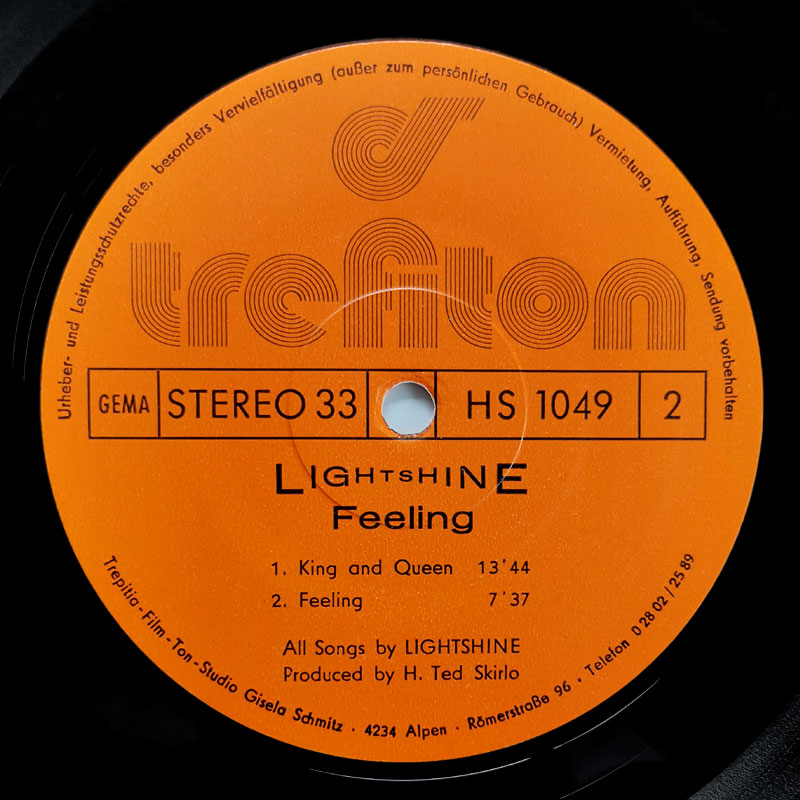 Urheber- und Leistungsschutzrechte, besonders Vervielfältigung (außer zum persönlichen Gebrauch) Vermietung, Aufführung, Sendung vorbehalten
trefiton
GEMA STEREO 33 HS 1049 2
LIGHTSHINE
Feeling
1. King and Queen 13'44
2. Feeling 7'37
All Songs by LIGHTSHINE
Produced by H. Ted Skirlo
Trepitia-Film-Ton-Studio Gisela Schmitz · 4234 Alpen · Römerstraße 96 · Telefon 0 28 02 / 25 89